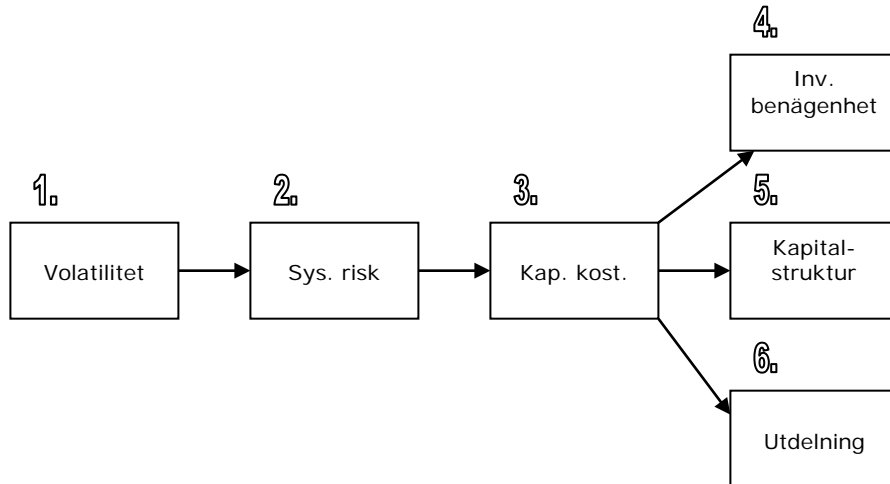 4.
Inv.
benägenhet
1.
2.
3.
5.
Volatilitet
Sys. risk
Kap. kost.
Kapital-
struktur
6.
Utdelning